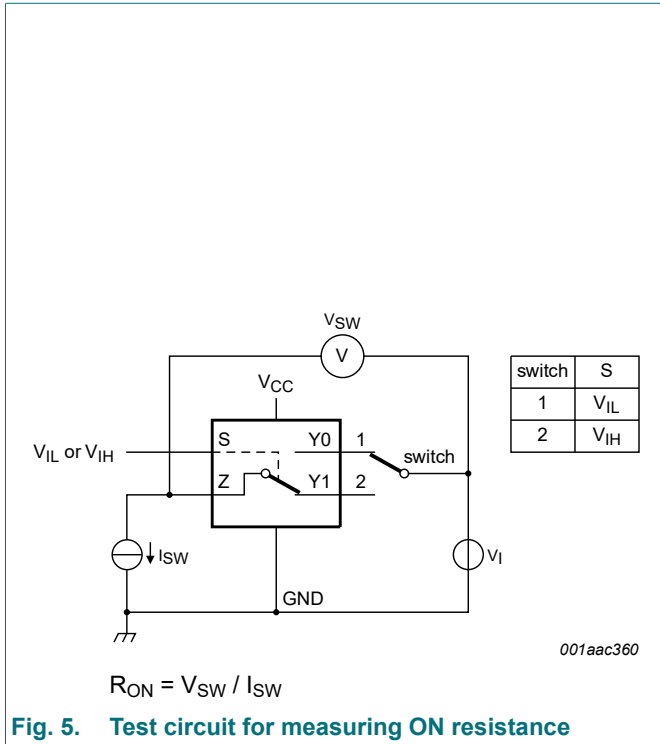 VSW
V
VCC
switch S
1 VIL
2 VIH
S Y0 1
VIL or VIH
switch
Z Y1 2
ISW
VI
GND
001aac360
RON = VSW / ISW
Fig. 5. Test circuit for measuring ON resistance